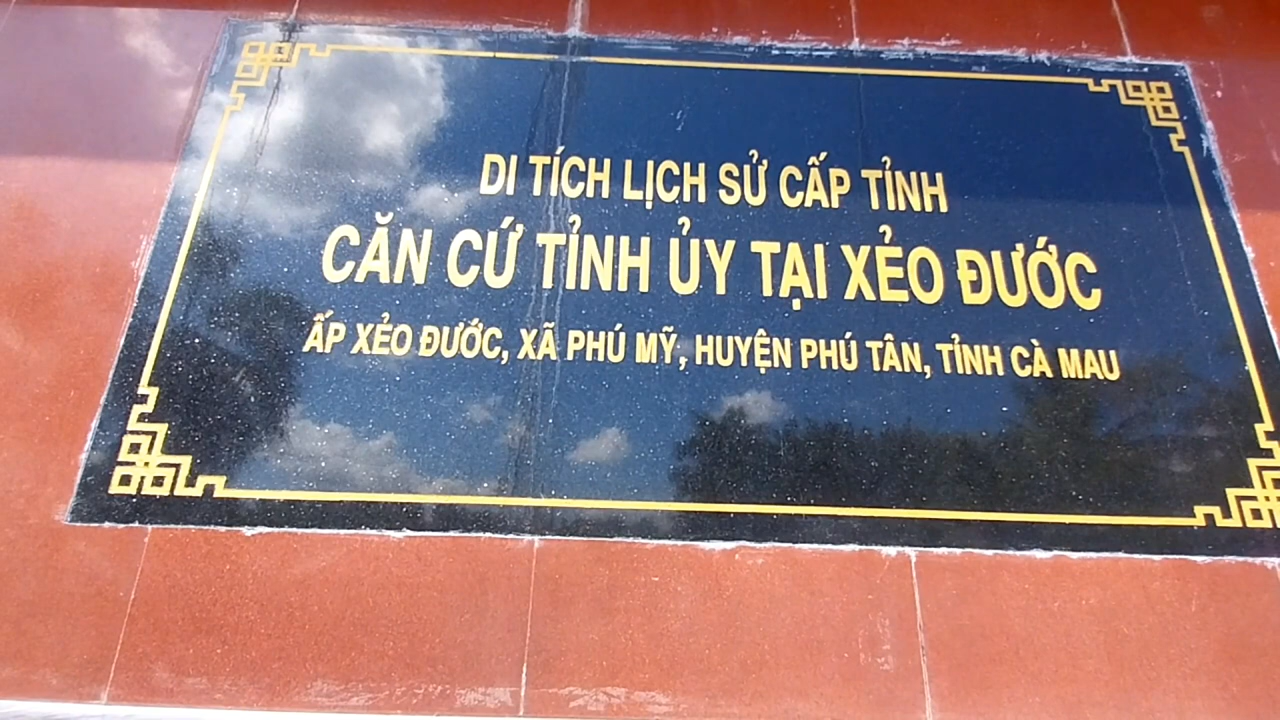 DI TÍCH LỊCH SỬ CẤP TỈNH
CĂN CỨ TỈNH ỦY TẠI XẺO ĐƯỚC
ẤP XẺO ĐƯỚC, XÃ PHÚ MỸ, HUYỆN PHÚ TÂN, TỈNH CÀ MAU